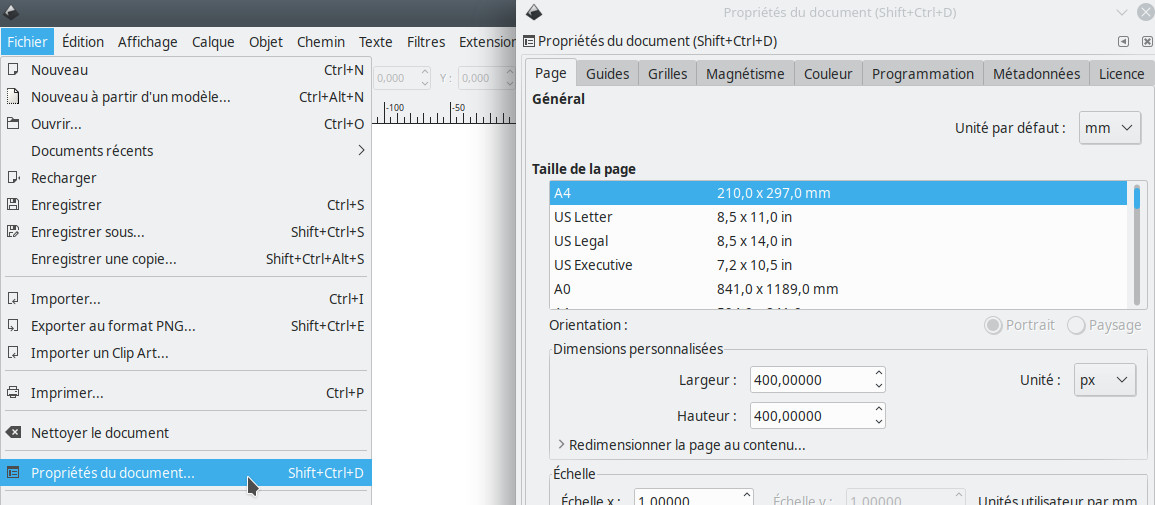 Fichier Édition Affichage Calque Objet Chemin Texte Filtres Extension
Nouveau Ctrl+N
Nouveau à partir d'un modèle... Ctrl+Alt+N
Ouvrir... Ctrl+O
Documents récents
Recharger
Enregistrer Ctrl+S
Enregistrer sous... Shift+Ctrl+S
Enregistrer une copie... Shift+Ctrl+Alt+S
Importer... Ctrl+I
Exporter au format PNG... Shift+Ctrl+E
Importer un Clip Art...
Imprimer... Ctrl+P
Nettoyer le document
Propriétés du document... Shift+Ctrl+D
0,000 Y : 0,000
-100 -50
Propriétés du document (Shift+Ctrl+D)
Propriétés du document (Shift+Ctrl+D)
Page Guides Grilles Magnétisme Couleur Programmation Métadonnées Licence
Général
Unité par défaut : mm
Taille de la page
A4 210,0 x 297,0 mm
US Letter 8,5 x 11,0 in
US Legal 8,5 x 14,0 in
US Executive 7,2 x 10,5 in
A0 841,0 x 1189,0 mm
Orientation : Portrait Paysage
Dimensions personnalisées
Largeur : 400,00000 Unité : px
Hauteur : 400,00000
Redimensionner la page au contenu...
Échelle
Échelle x : 1,00000 Échelle y : 1,00000 Unités utilisateur par mm